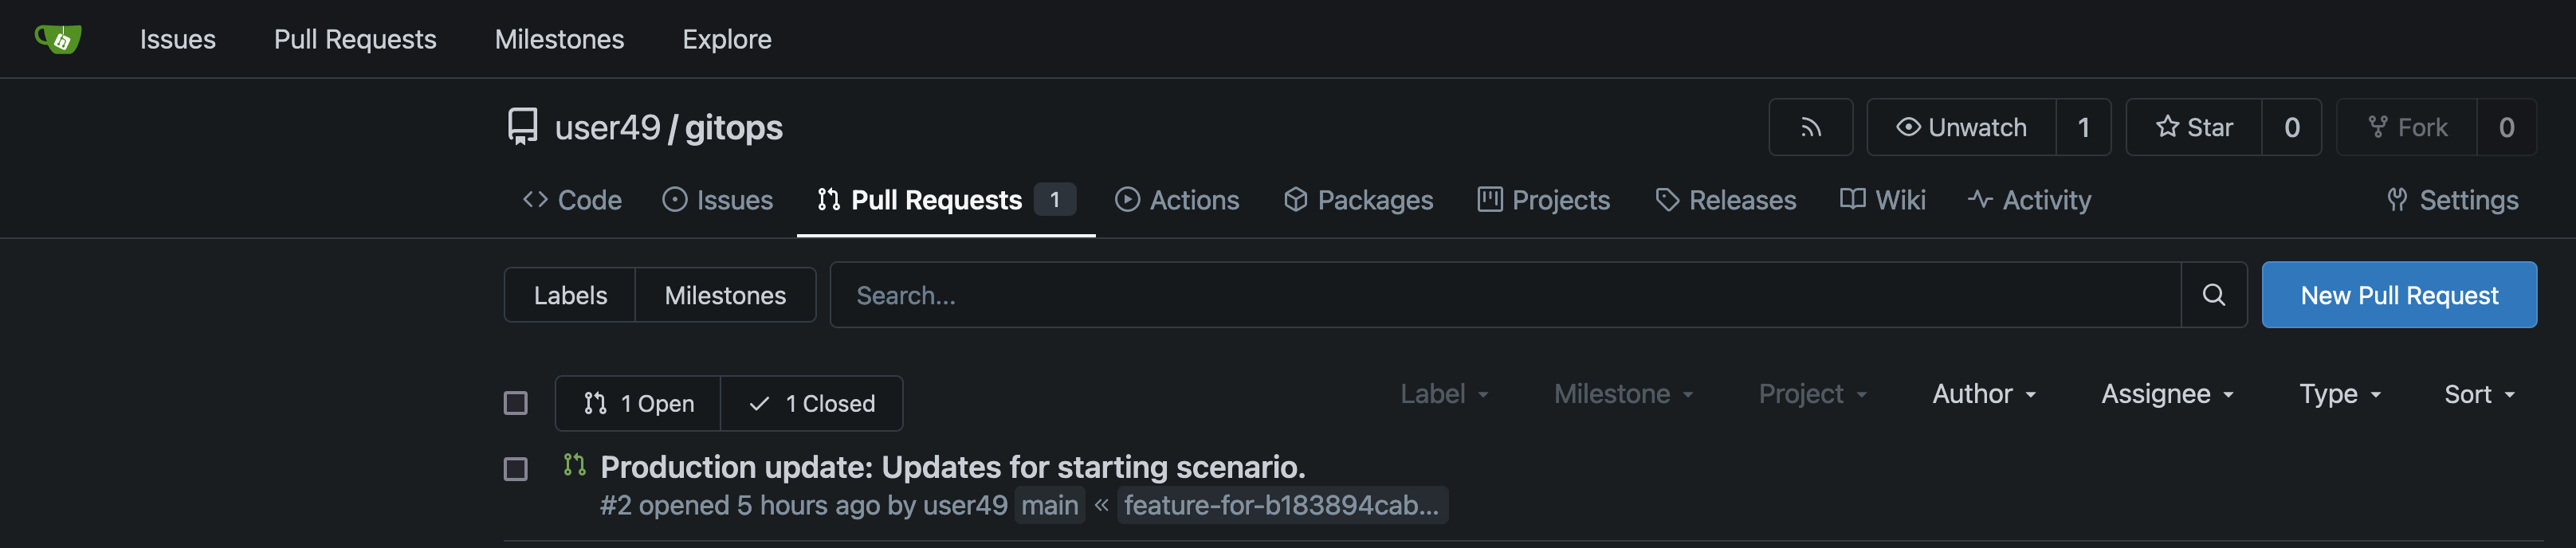 Issues Pull Requests Milestones Explore
user49 / gitops Unwatch 1 Star 0 Fork 0
Code Issues Pull Requests 1 Actions Packages Projects Releases Wiki Activity Settings
Labels Milestones Search... New Pull Request
1 Open 1 Closed Label Milestone Project Author Assignee Type Sort
Production update: Updates for starting scenario.
#2 opened 5 hours ago by user49 main « feature-for-b183894cab...